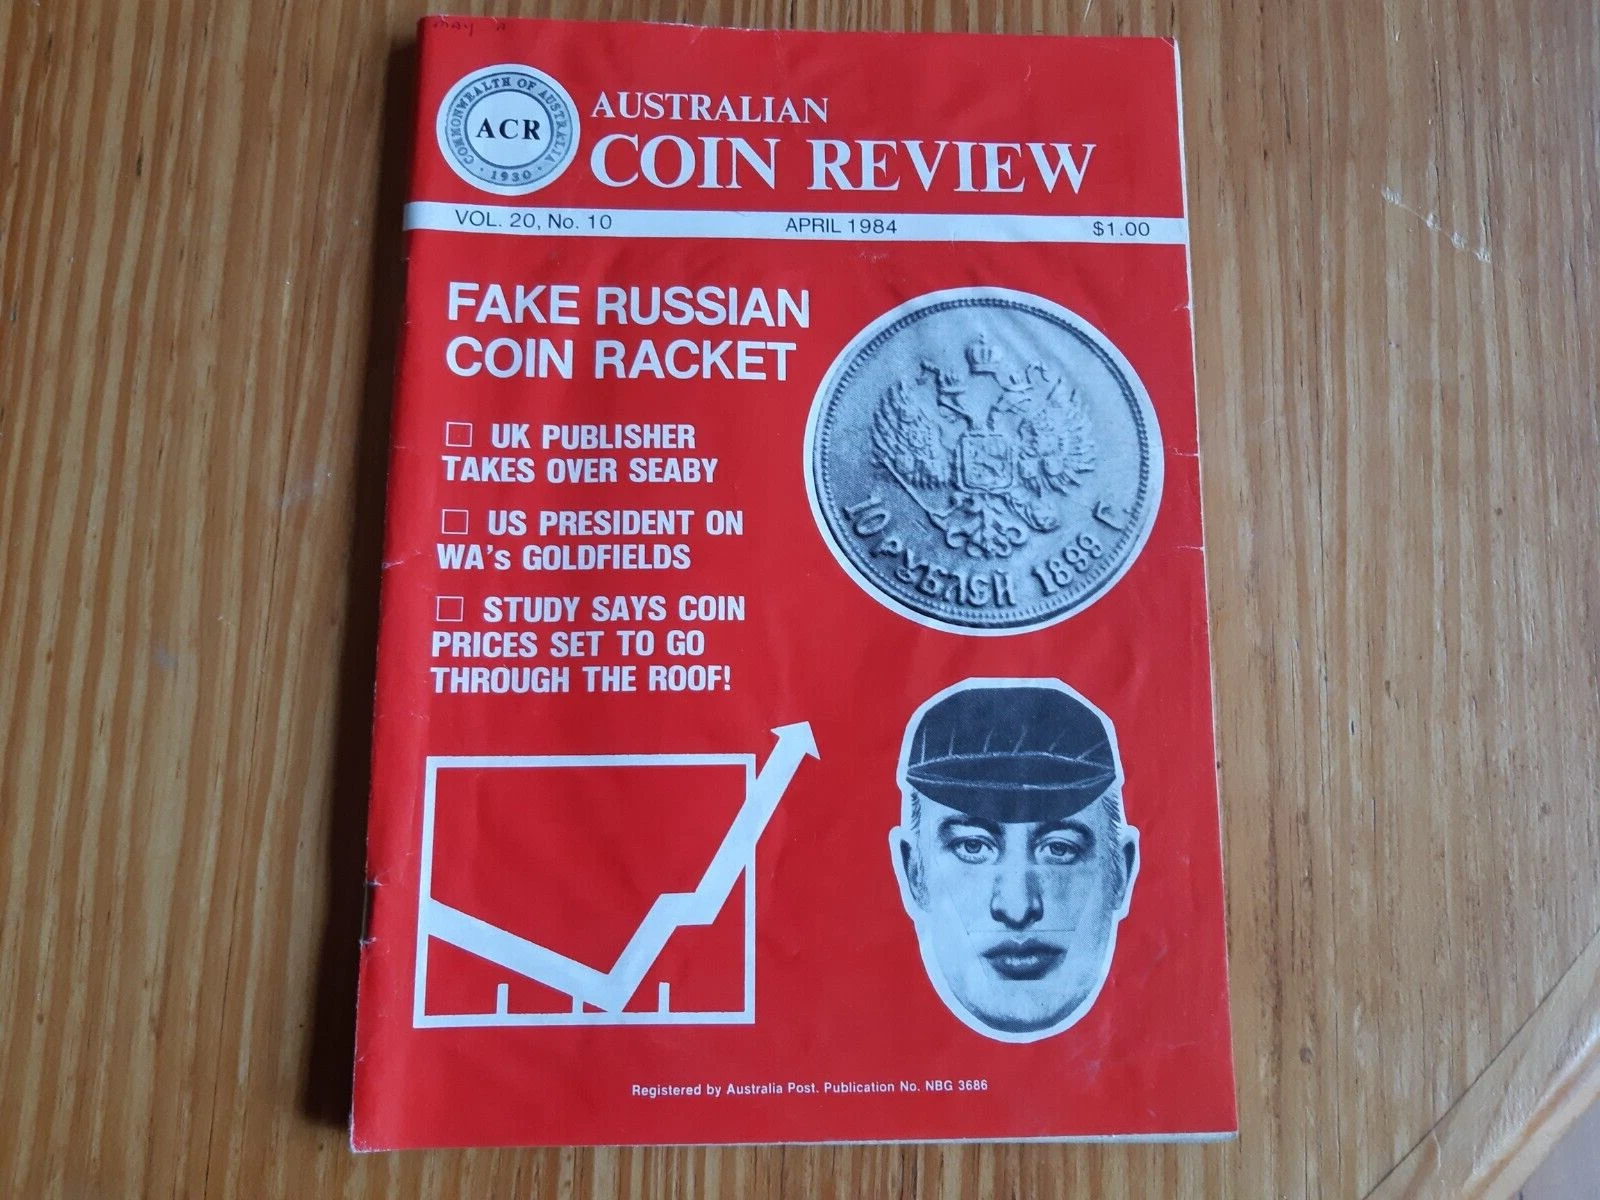 COMMONWEALTH OF AUSTRALIA
ACR
· 1930 ·
AUSTRALIAN
COIN REVIEW
VOL. 20, No. 10 APRIL 1984 $1.00
FAKE RUSSIAN
COIN RACKET
UK PUBLISHER
TAKES OVER SEABY
US PRESIDENT ON
WA's GOLDFIELDS
STUDY SAYS COIN
PRICES SET TO GO
THROUGH THE ROOF!
10 РУБЛЕЙ 1899 Г.
Registered by Australia Post. Publication No. NBG 3686